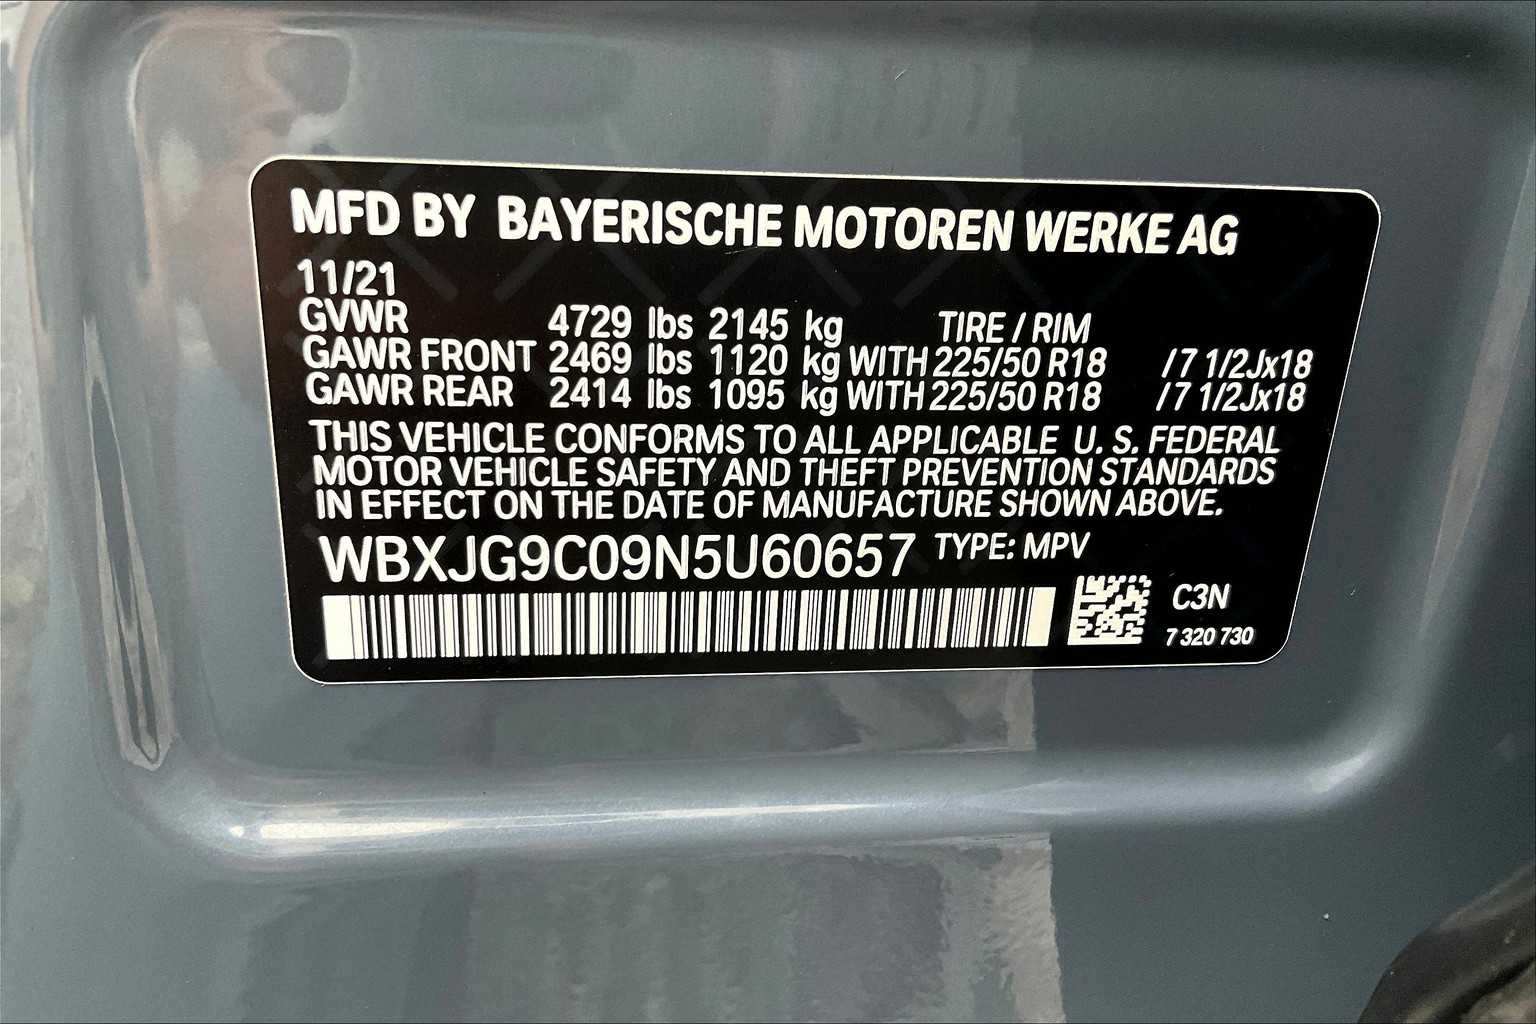 MFD BY BAYERISCHE MOTOREN WERKE AG
11/21
GVWR 4729 lbs 2145 kg TIRE / RIM
GAWR FRONT 2469 lbs 1120 kg WITH 225/50 R18 / 7 1/2Jx18
GAWR REAR 2414 lbs 1095 kg WITH 225/50 R18 / 7 1/2Jx18
THIS VEHICLE CONFORMS TO ALL APPLICABLE U. S. FEDERAL
MOTOR VEHICLE SAFETY AND THEFT PREVENTION STANDARDS
IN EFFECT ON THE DATE OF MANUFACTURE SHOWN ABOVE.
WBXJG9C09N5U60657 TYPE: MPV
C3N
7 320 730